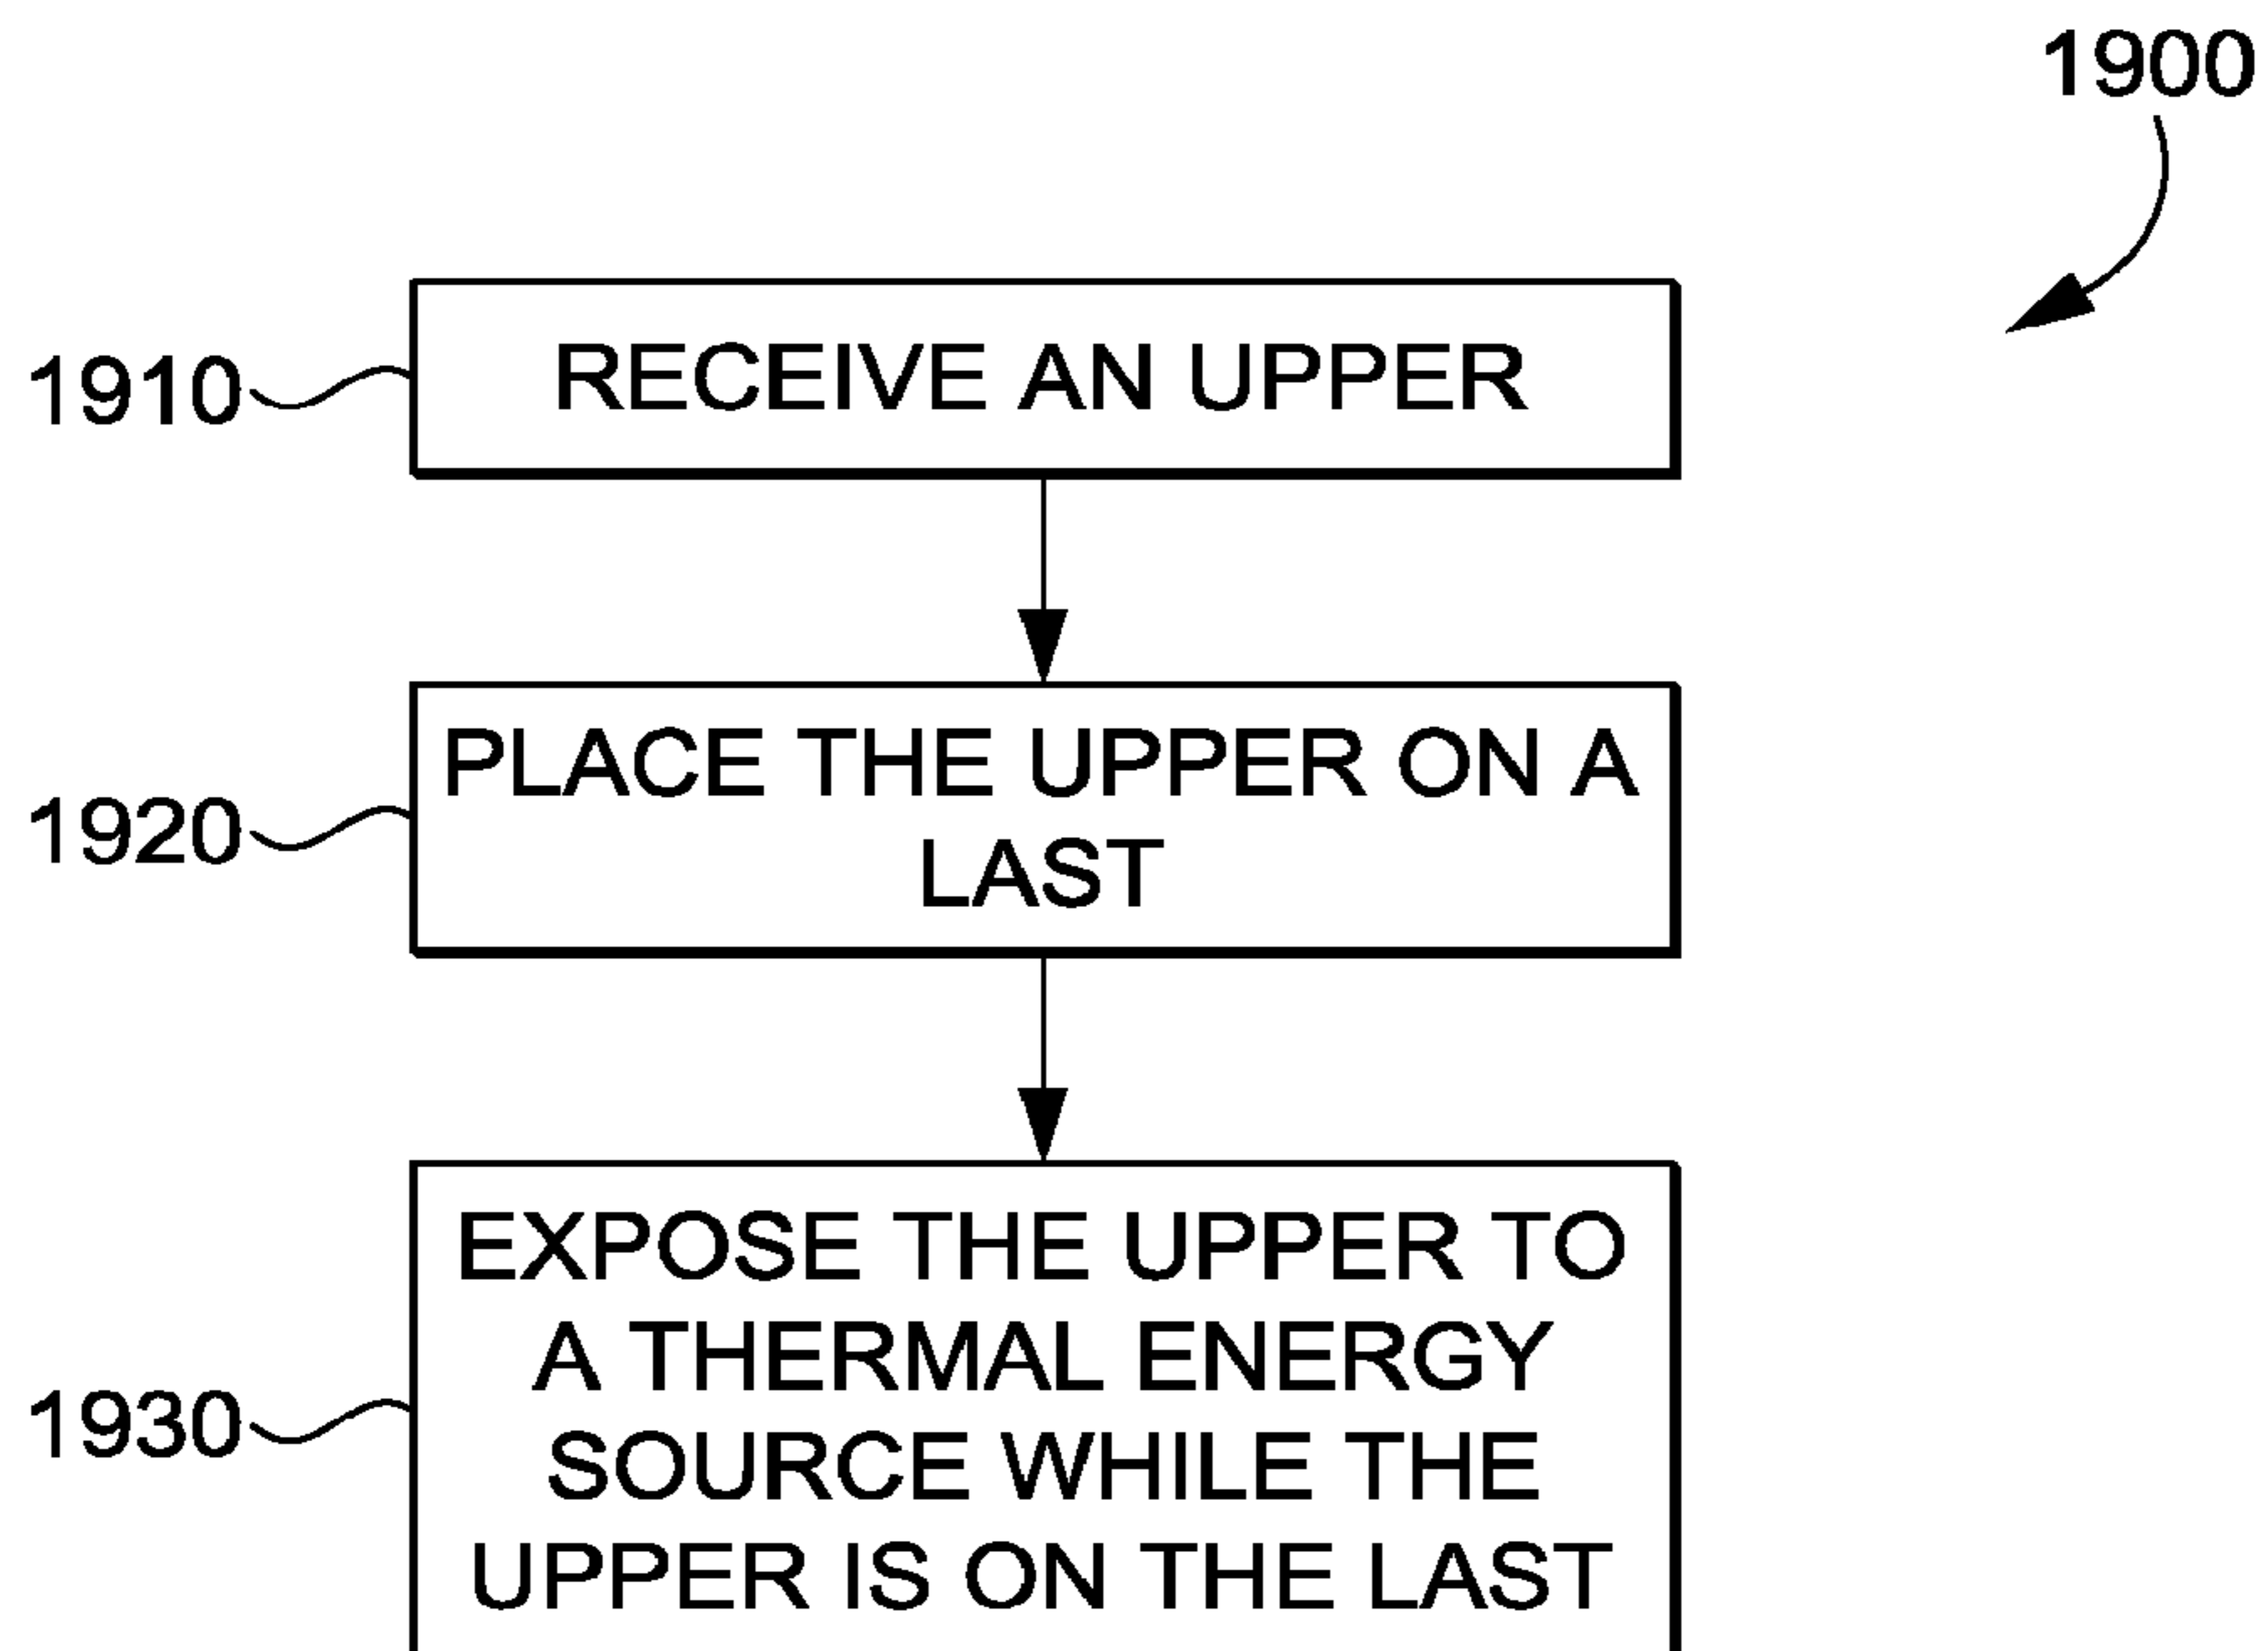 1900
1910
RECEIVE AN UPPER
PLACE THE UPPER ON A
1920
LAST
EXPOSE THE UPPER TO
A THERMAL ENERGY
1930
SOURCE WHILE THE
UPPER IS ON THE LAST